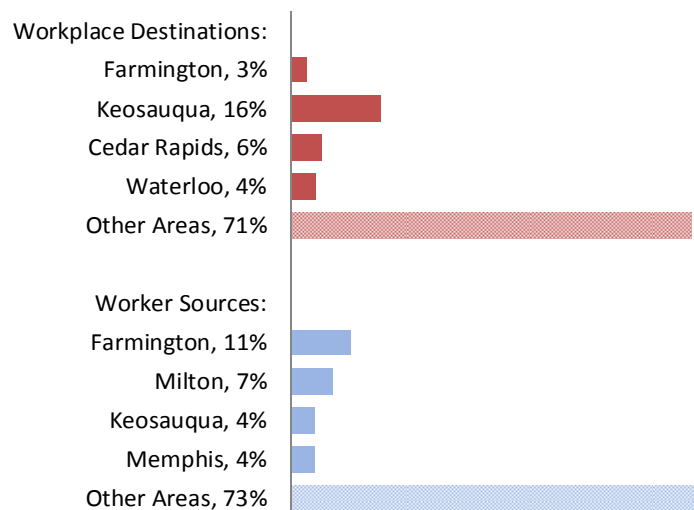 Workplace Destinations:
Farmington, 3%
Keosauqua, 16%
Cedar Rapids, 6%
Waterloo, 4%
Other Areas, 71%
Worker Sources:
Farmington, 11%
Milton, 7%
Keosauqua, 4%
Memphis, 4%
Other Areas, 73%